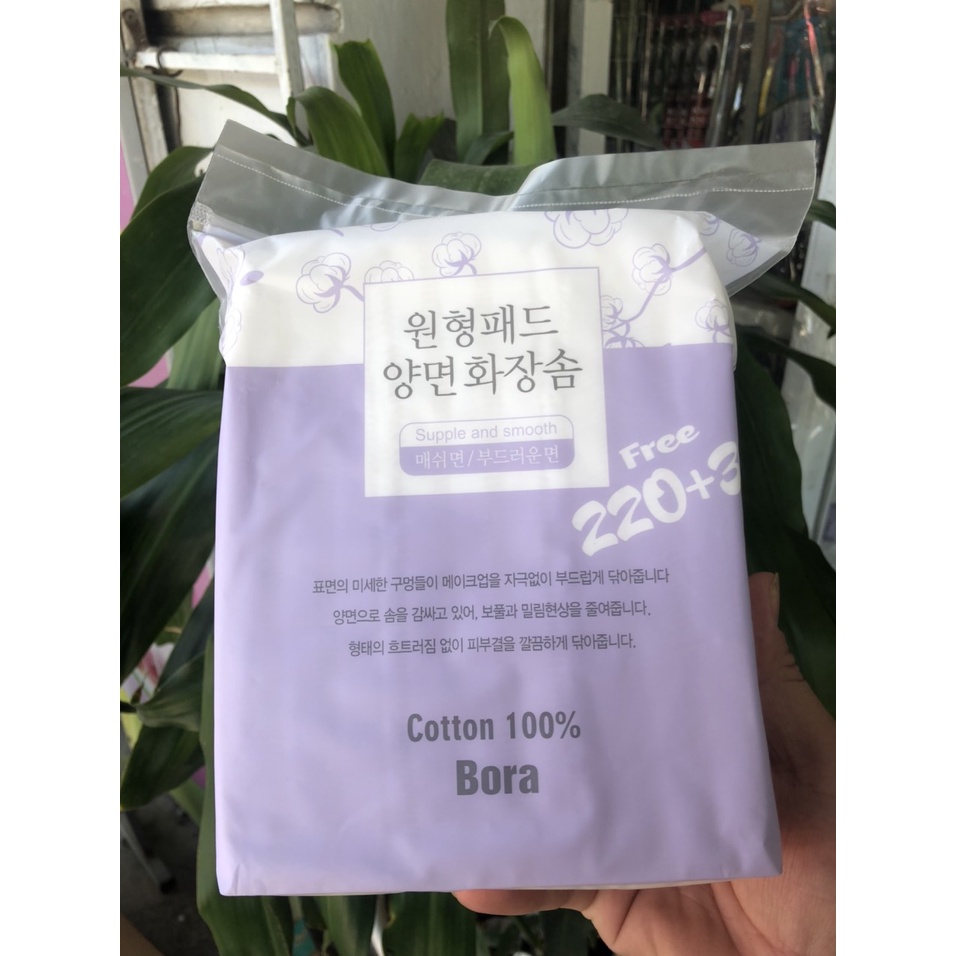 원형패드
양면 화장솜
Supple and smooth
매쉬면/부드러운면
Free
220+3
표면의 미세한 구멍들이 메이크업을 자극없이 부드럽게 닦아줍니다
양면으로 솜을 감싸고 있어, 보풀과 밀림현상을 줄여줍니다.
형태의 흐트러짐 없이 피부결을 깔끔하게 닦아줍니다.
Cotton 100%
Bora